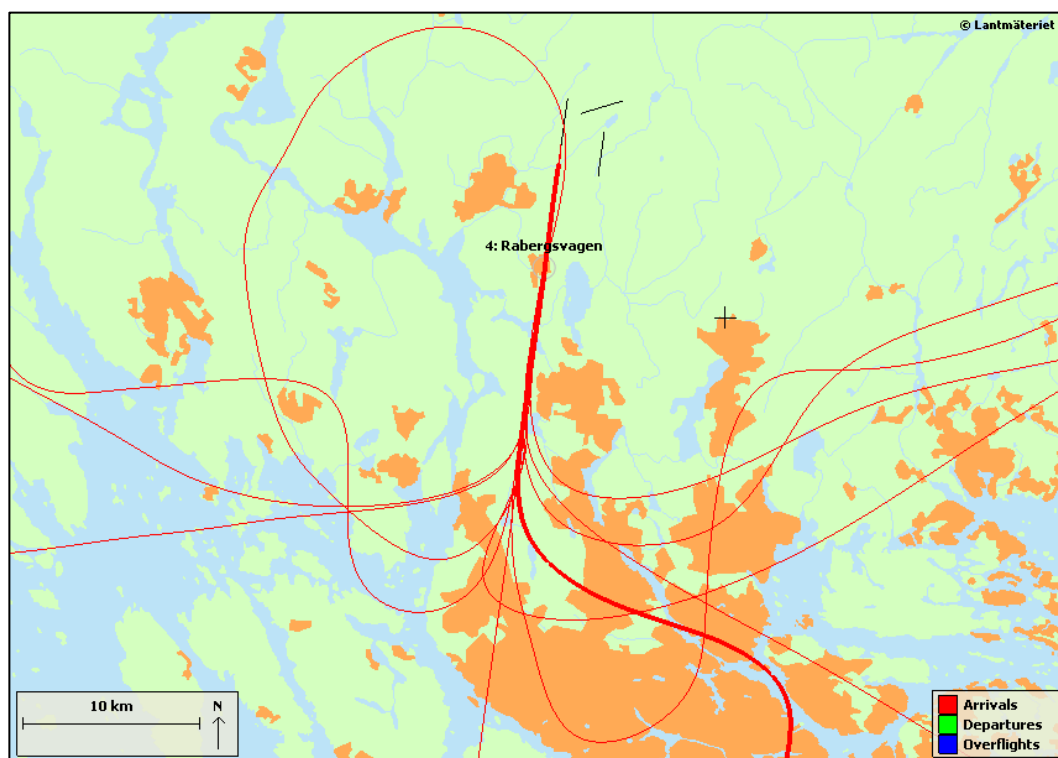 © Lantmäteriet
4: Rabergsvagen
10 km
N
Arrivals
Departures
Overflights